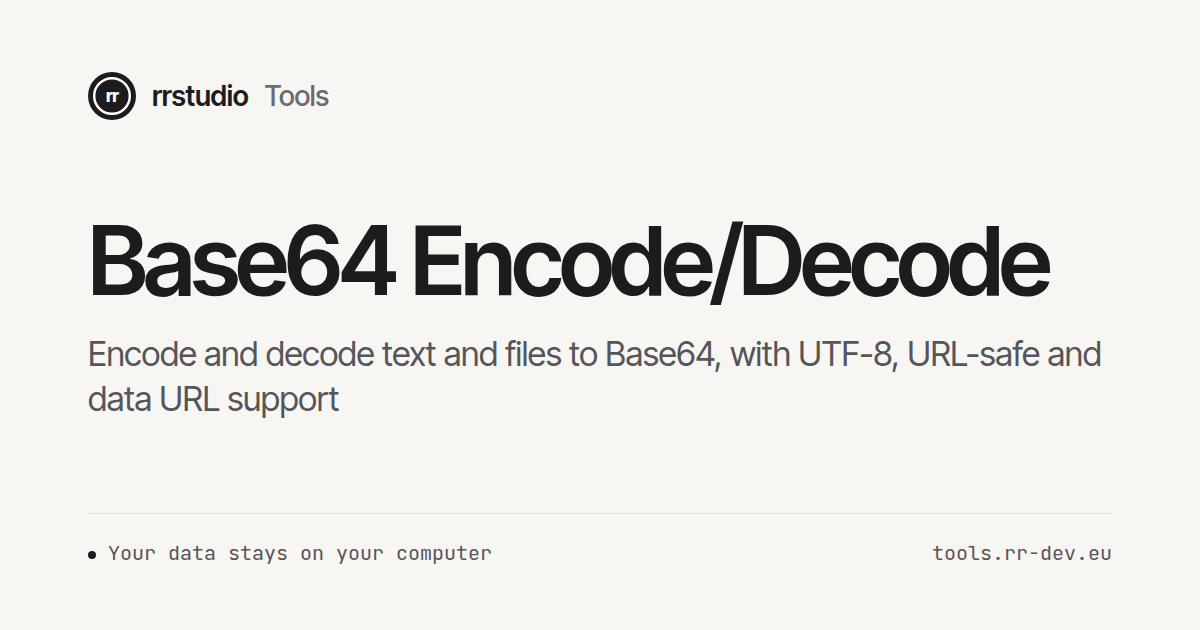 rr rrstudio Tools
Base64 Encode/Decode
Encode and decode text and files to Base64, with UTF-8, URL-safe and
data URL support
Your data stays on your computer
tools.rr-dev.eu